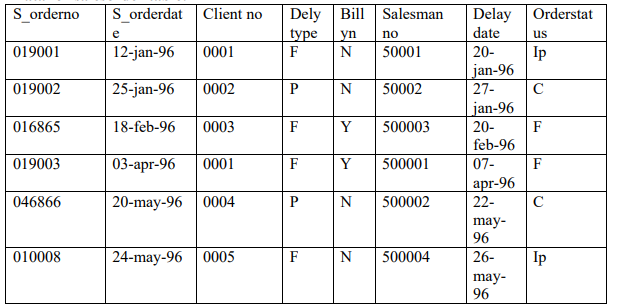 S_orderno S_orderdat Client no Dely Bill Salesman Delay Orderstat
e type yn no date us
019001 12-jan-96 0001 F N 50001 20- Ip
jan-96
019002 25-jan-96 0002 P N 50002 27- C
jan-96
016865 18-feb-96 0003 F Y 500003 20- F
feb-96
019003 03-apr-96 0001 F Y 500001 07- F
apr-96
046866 20-may-96 0004 P N 500002 22- C
may-
96
010008 24-may-96 0005 F N 500004 26- Ip
may-
96